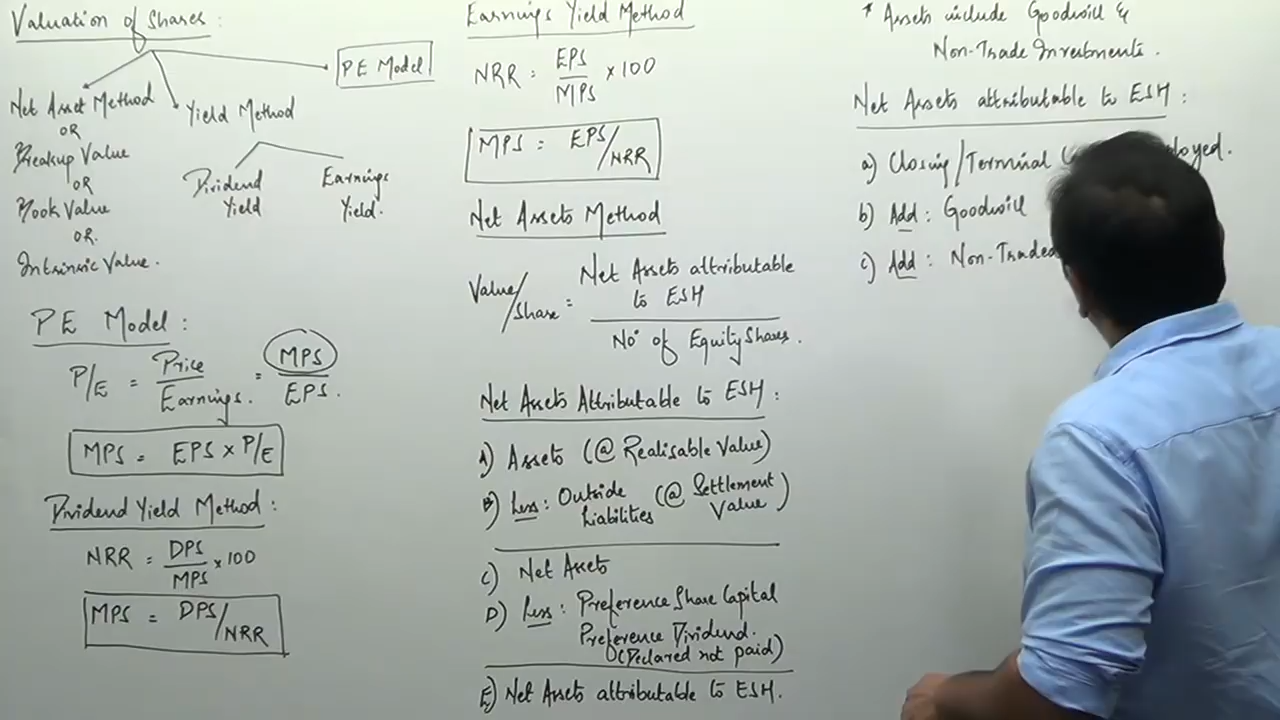 Valuation of Shares :
PE Model
Net Asset Method
OR
Breakup Value
OR
Book Value
OR
Intrinsic Value.
Yield Method
Dividend
Yield
Earnings
Yield.
PE Model :
P/E = Price/Earnings. = MPS/EPS.
MPS = EPS × P/E
Dividend Yield Method :
NRR = DPS/MPS × 100
MPS = DPS/NRR
Earnings Yield Method
NRR = EPS/MPS × 100
MPS = EPS/NRR
Net Assets Method
Value/Share = Net Assets attributable
to ESH
No of Equity Shares.
Net Assets Attributable to ESH :
A) Assets (@ Realisable Value)
B) Less : Outside Liabilities (@ Settlement Value)
C) Net Assets
D) Less : Preference Share Capital
Preference Dividend.
(Declared not paid)
E) Net Assets attributable to ESH.
* Assets include Goodwill &
Non-Trade Investments.
Net Assets attributable to ESH :
a) Closing/Terminal
b) Add : Goodwill
c) Add : Non-Traded